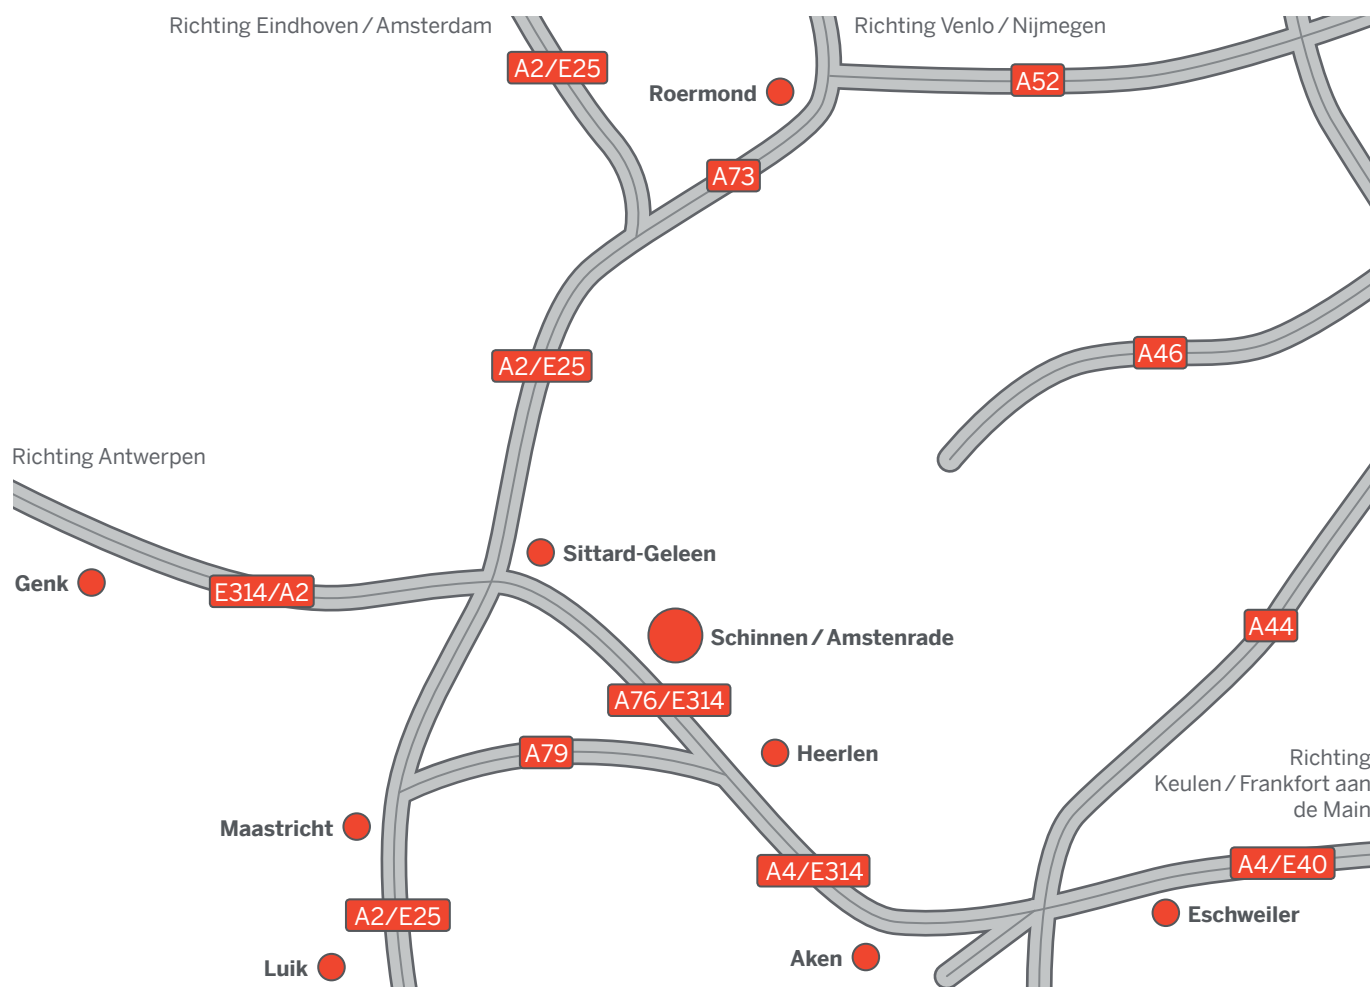 Richting Eindhoven / Amsterdam
Richting Venlo / Nijmegen
A2/E25
Roermond
A52
A73
A46
A2/E25
Richting Antwerpen
Sittard-Geleen
Genk
E314/A2
A44
Schinnen / Amstenrade
A76/E314
A79
Heerlen
Richting
Keulen / Frankfort aan
de Main
Maastricht
A4/E314
A4/E40
A2/E25
Eschweiler
Aken
Luik